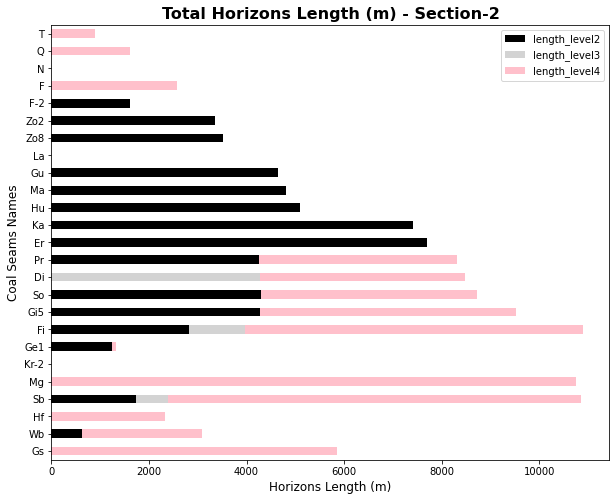 Total Horizons Length (m) - Section-2
length_level2
length_level3
length_level4
Coal Seams Names
T
Q
N
F
F-2
Zo2
Zo8
La
Gu
Ma
Hu
Ka
Er
Pr
Di
So
Gi5
Fi
Ge1
Kr-2
Mg
Sb
Hf
Wb
Gs
0 2000 4000 6000 8000 10000
Horizons Length (m)